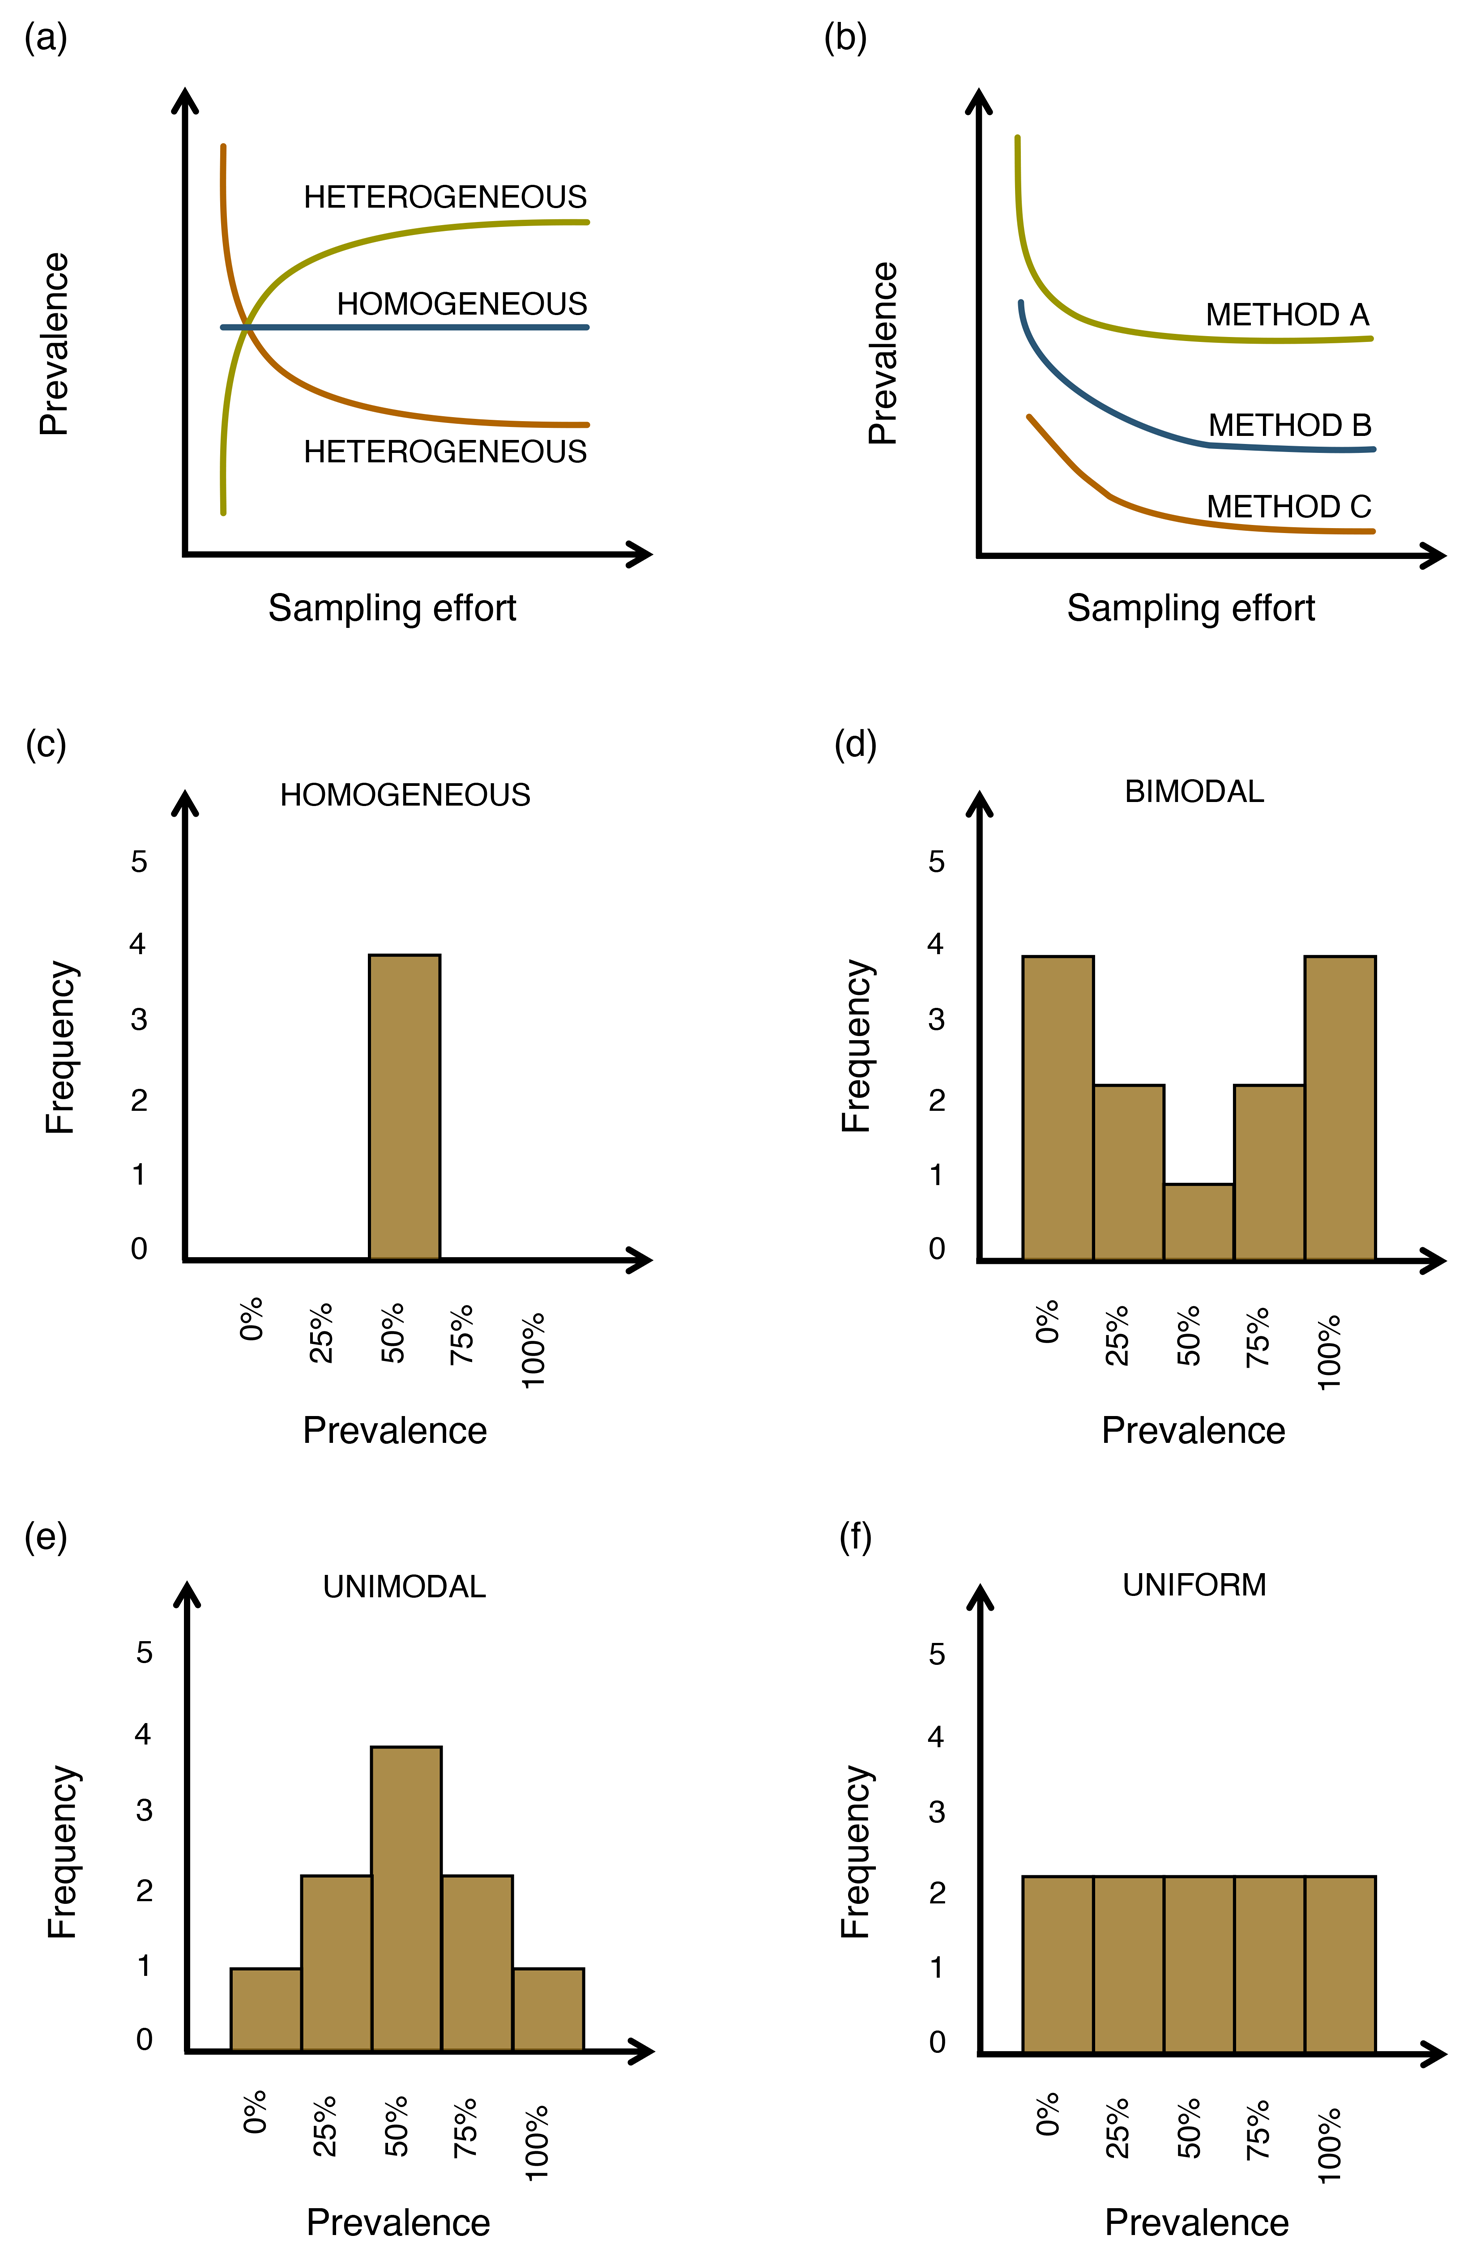 (a)
HETEROGENEOUS
HOMOGENEOUS
HETEROGENEOUS
Prevalence
Sampling effort
(b)
METHOD A
METHOD B
METHOD C
Prevalence
Sampling effort
(c)
HOMOGENEOUS
5
4
3
2
1
0
Frequency
0%
25%
50%
75%
100%
Prevalence
(d)
BIMODAL
5
4
3
2
1
0
Frequency
0%
25%
50%
75%
100%
Prevalence
(e)
UNIMODAL
5
4
3
2
1
0
Frequency
0%
25%
50%
75%
100%
Prevalence
(f)
UNIFORM
5
4
3
2
1
0
Frequency
0%
25%
50%
75%
100%
Prevalence